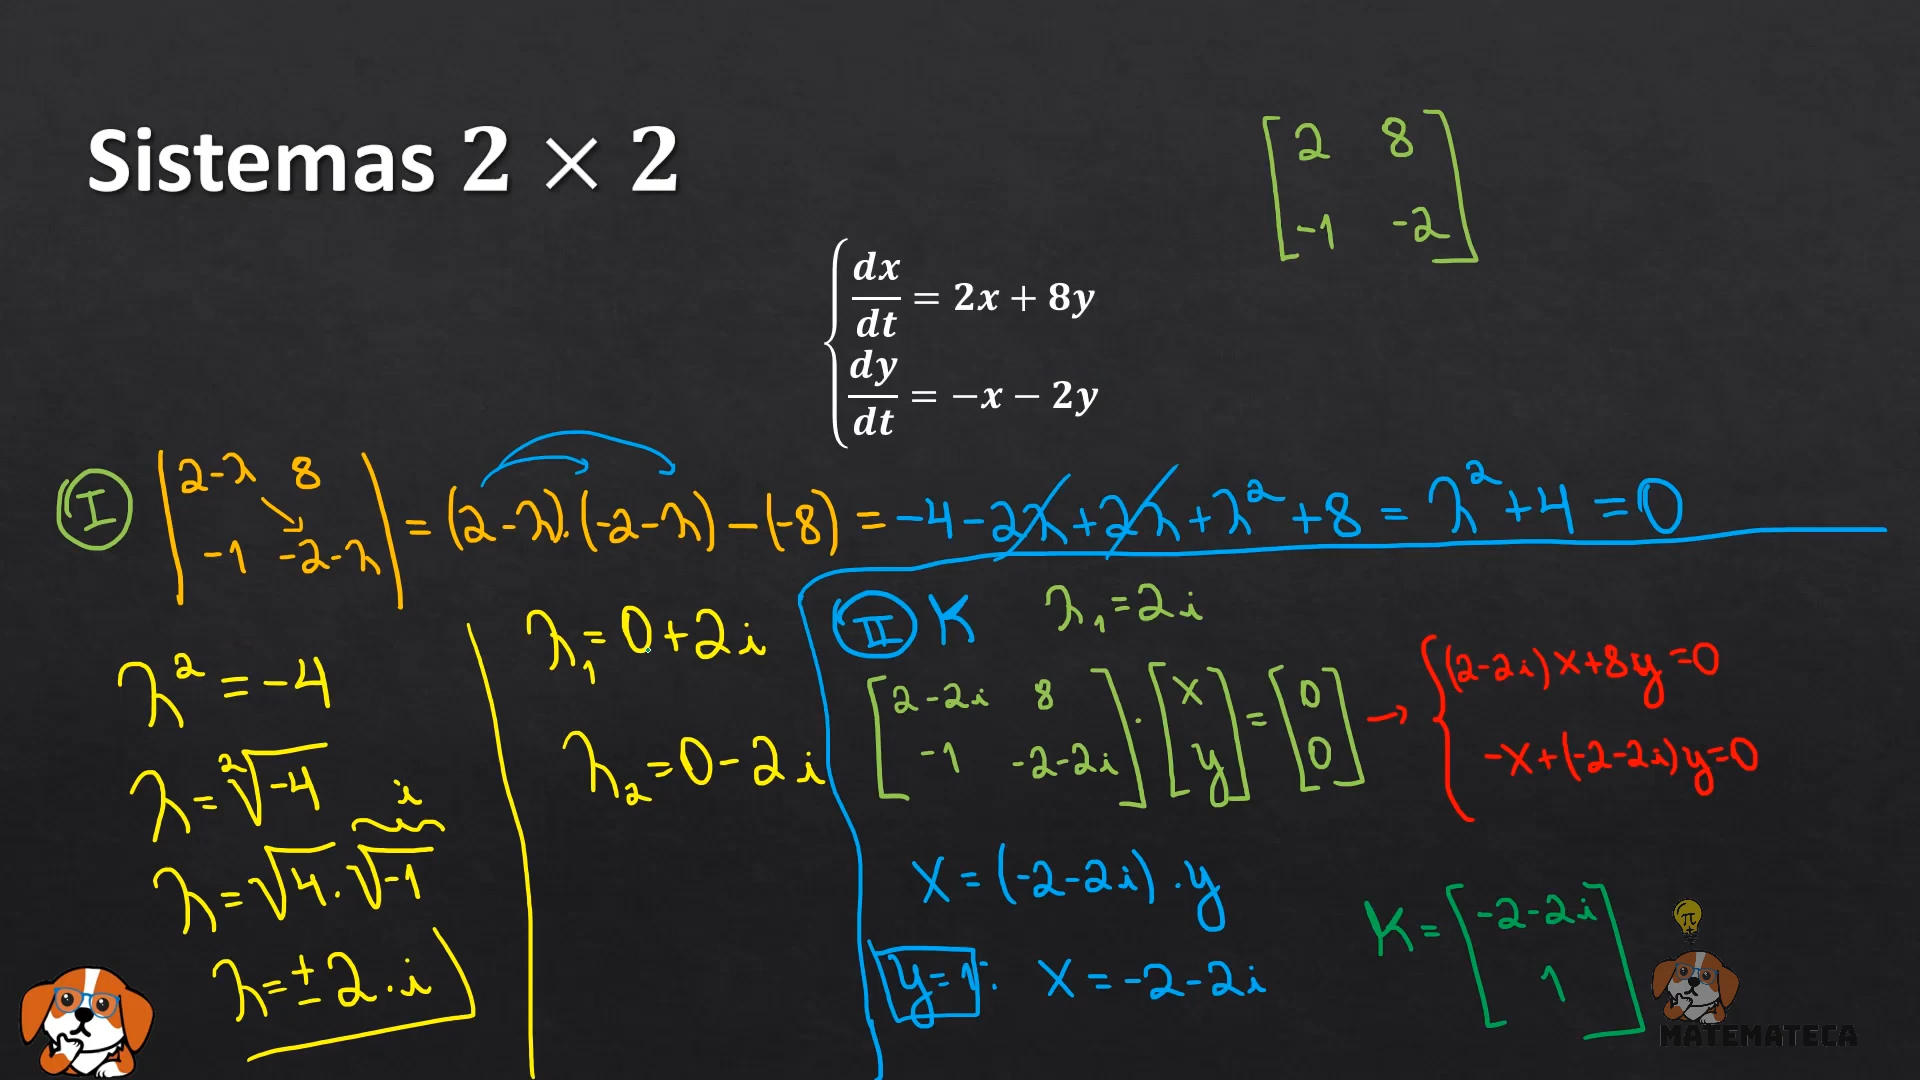 Sistemas 2 × 2
[2 8
-1 -2]
{dx/dt = 2x + 8y
dy/dt = −x − 2y
I |2-λ 8
-1 -2-λ| = (2-λ).(-2-λ) - (-8) = -4-2λ+2λ+λ²+8 = λ²+4=0
λ² = -4
λ = ²√-4
i
λ = √4 . √-1
λ = ± 2 . i
λ₁ = 0+2i
λ₂ = 0-2i
II K λ₁ = 2i
[2-2i 8
-1 -2-2i] . [x
y] = [0
0] → {(2-2i)x+8y=0
-x+(-2-2i)y=0
x = (-2-2i) . y
y=1: x = -2-2i
K = [-2-2i
1]
π
MATEMATECA